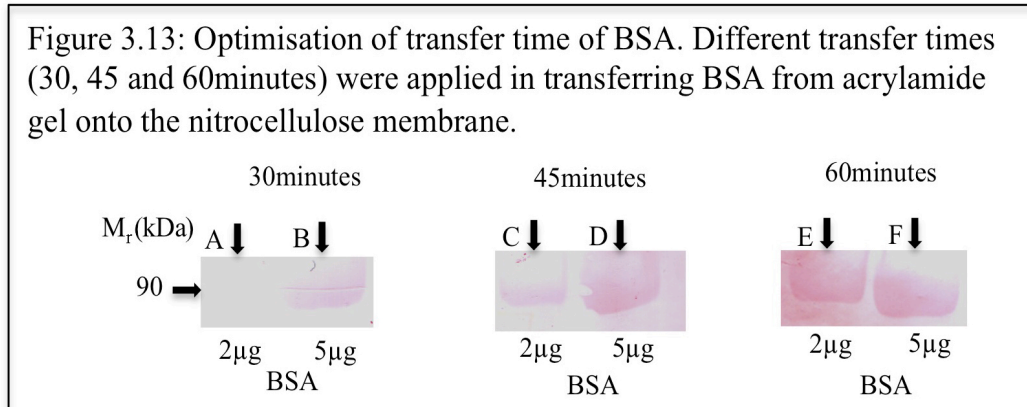 Figure 3.13: Optimisation of transfer time of BSA. Different transfer times
(30, 45 and 60minutes) were applied in transferring BSA from acrylamide
gel onto the nitrocellulose membrane.
30minutes 45minutes 60minutes
Mr(kDa) A B C D E F
90
2µg 5µg 2µg 5µg 2µg 5µg
BSA BSA BSA